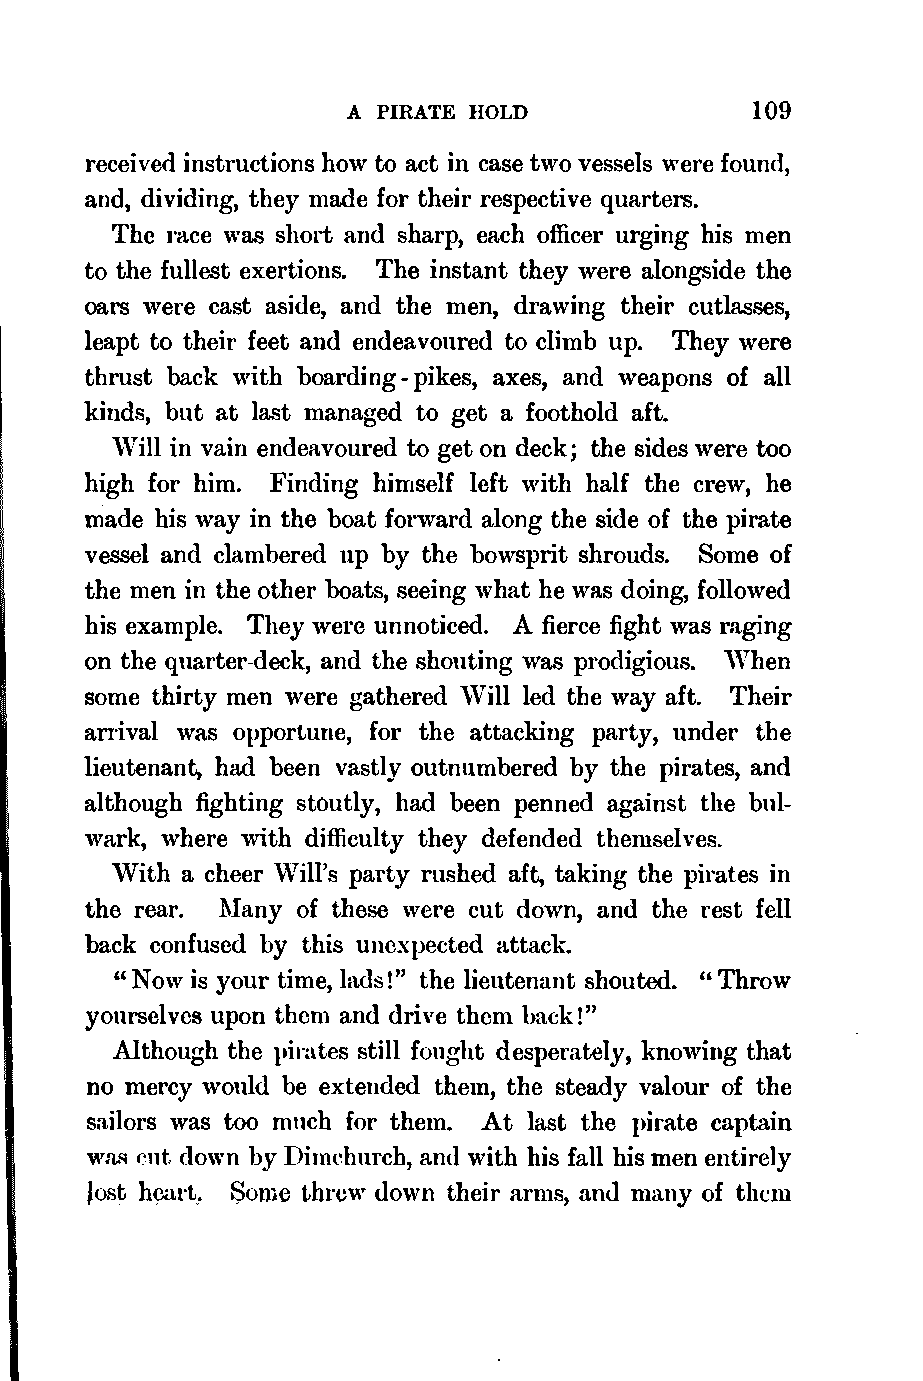 A PIRATE HOLD 109
received instructions how to act in case two vessels were found,
and, dividing, they made for their respective quarters.
The race was short and sharp, each officer urging his men
to the fullest exertions. The instant they were alongside the
oars were cast aside, and the men, drawing their cutlasses,
leapt to their feet and endeavoured to climb up. They were
thrust back with boarding-pikes, axes, and weapons of all
kinds, but at last managed to get a foothold aft.
Will in vain endeavoured to get on deck; the sides were too
high for him. Finding himself left with half the crew, he
made his way in the boat forward along the side of the pirate
vessel and clambered up by the bowsprit shrouds. Some of
the men in the other boats, seeing what he was doing, followed
his example. They were unnoticed. A fierce fight was raging
on the quarter-deck, and the shouting was prodigious. When
some thirty men were gathered Will led the way aft. Their
arrival was opportune, for the attacking party, under the
lieutenant, had been vastly outnumbered by the pirates, and
although fighting stoutly, had been penned against the bul-
wark, where with difficulty they defended themselves.
With a cheer Will's party rushed aft, taking the pirates in
the rear. Many of these were cut down, and the rest fell
back confused by this unexpected attack.
"Now is your time, lads!" the lieutenant shouted. "Throw
yourselves upon them and drive them back!"
Although the pirates still fought desperately, knowing that
no mercy would be extended them, the steady valour of the
sailors was too much for them. At last the pirate captain
was cut down by Dimchurch, and with his fall his men entirely
lost heart. Some threw down their arms, and many of them